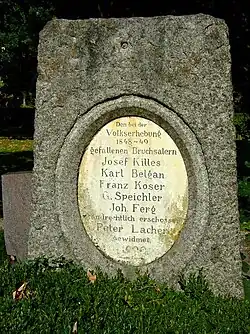 Den bei der
Volkserhebung
1848-49
gefallenen Bruchsalern
Josef Killes
Karl Belgan
Franz Koser
G. Speichler
Joh. Ferg
standrechtlich erschossen
Peter Lacher
gewidmet